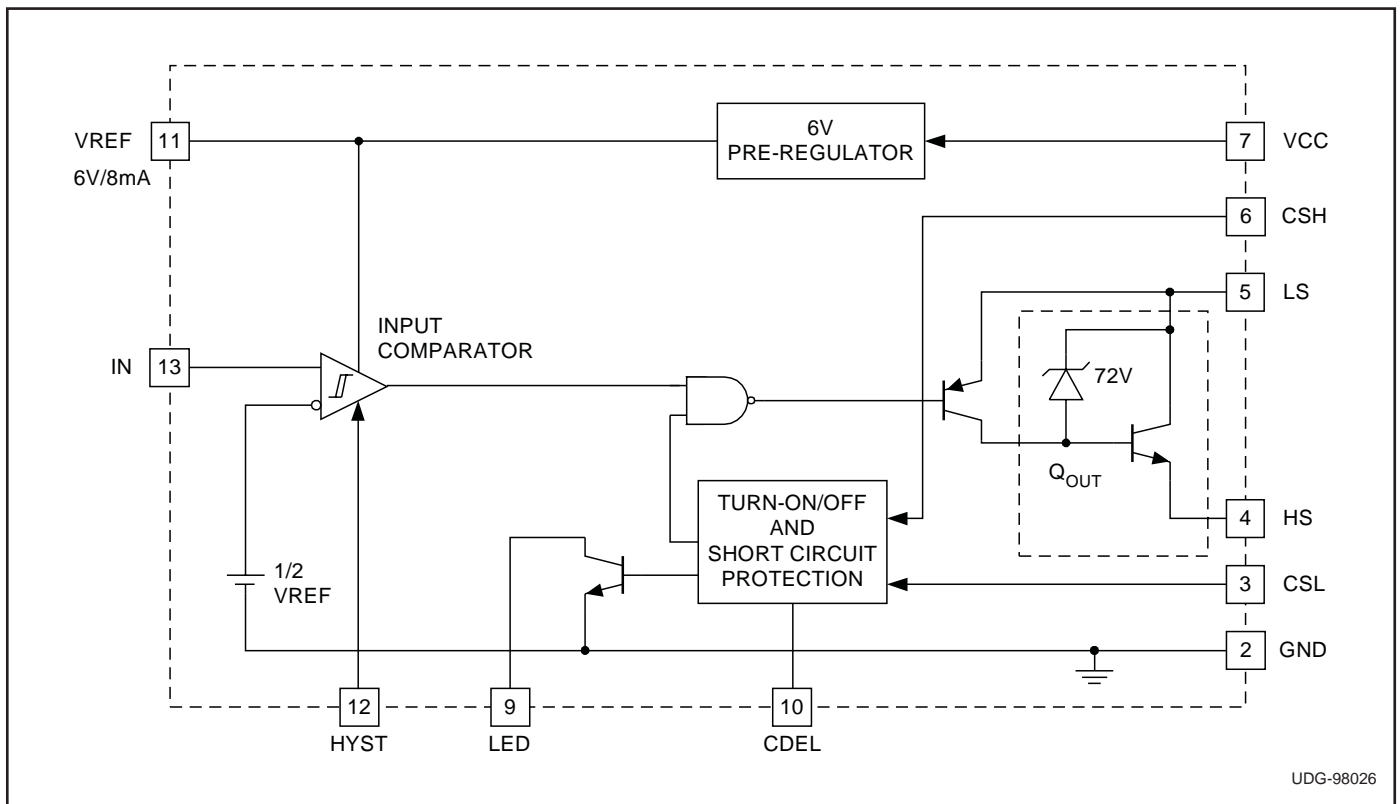 6V
PRE-REGULATOR
VREF
11
6V/8mA
7
VCC
6
CSH
5
LS
INPUT
COMPARATOR
IN
13
72V
QOUT
TURN-ON/OFF
AND
SHORT CIRCUIT
PROTECTION
4
HS
1/2
VREF
3
CSL
2
GND
12
HYST
9
LED
10
CDEL
UDG-98026